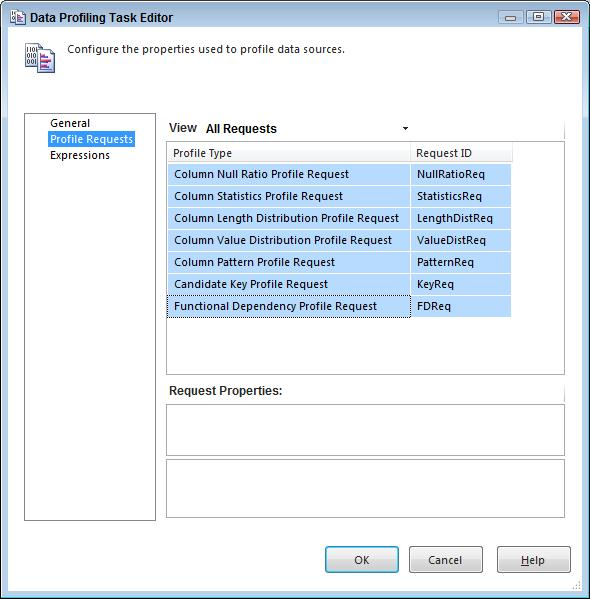 Data Profiling Task Editor
Configure the properties used to profile data sources.
General
Profile Requests
Expressions
View All Requests
Profile Type Request ID
Column Null Ratio Profile Request NullRatioReq
Column Statistics Profile Request StatisticsReq
Column Length Distribution Profile Request LengthDistReq
Column Value Distribution Profile Request ValueDistReq
Column Pattern Profile Request PatternReq
Candidate Key Profile Request KeyReq
Functional Dependency Profile Request FDReq
Request Properties:
OK Cancel Help